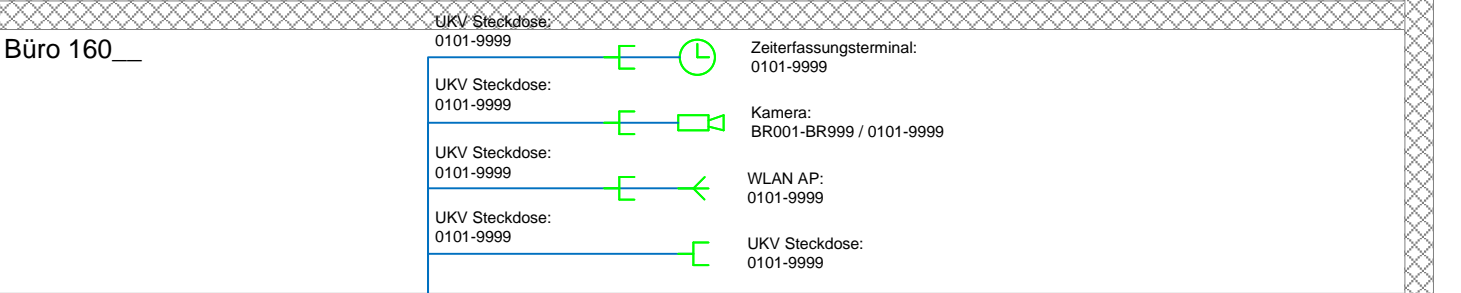 UKV Steckdose:
0101-9999
Büro 160__
Zeiterfassungsterminal:
0101-9999
UKV Steckdose:
0101-9999
Kamera:
BR001-BR999 / 0101-9999
UKV Steckdose:
0101-9999
WLAN AP:
0101-9999
UKV Steckdose:
0101-9999
UKV Steckdose:
0101-9999